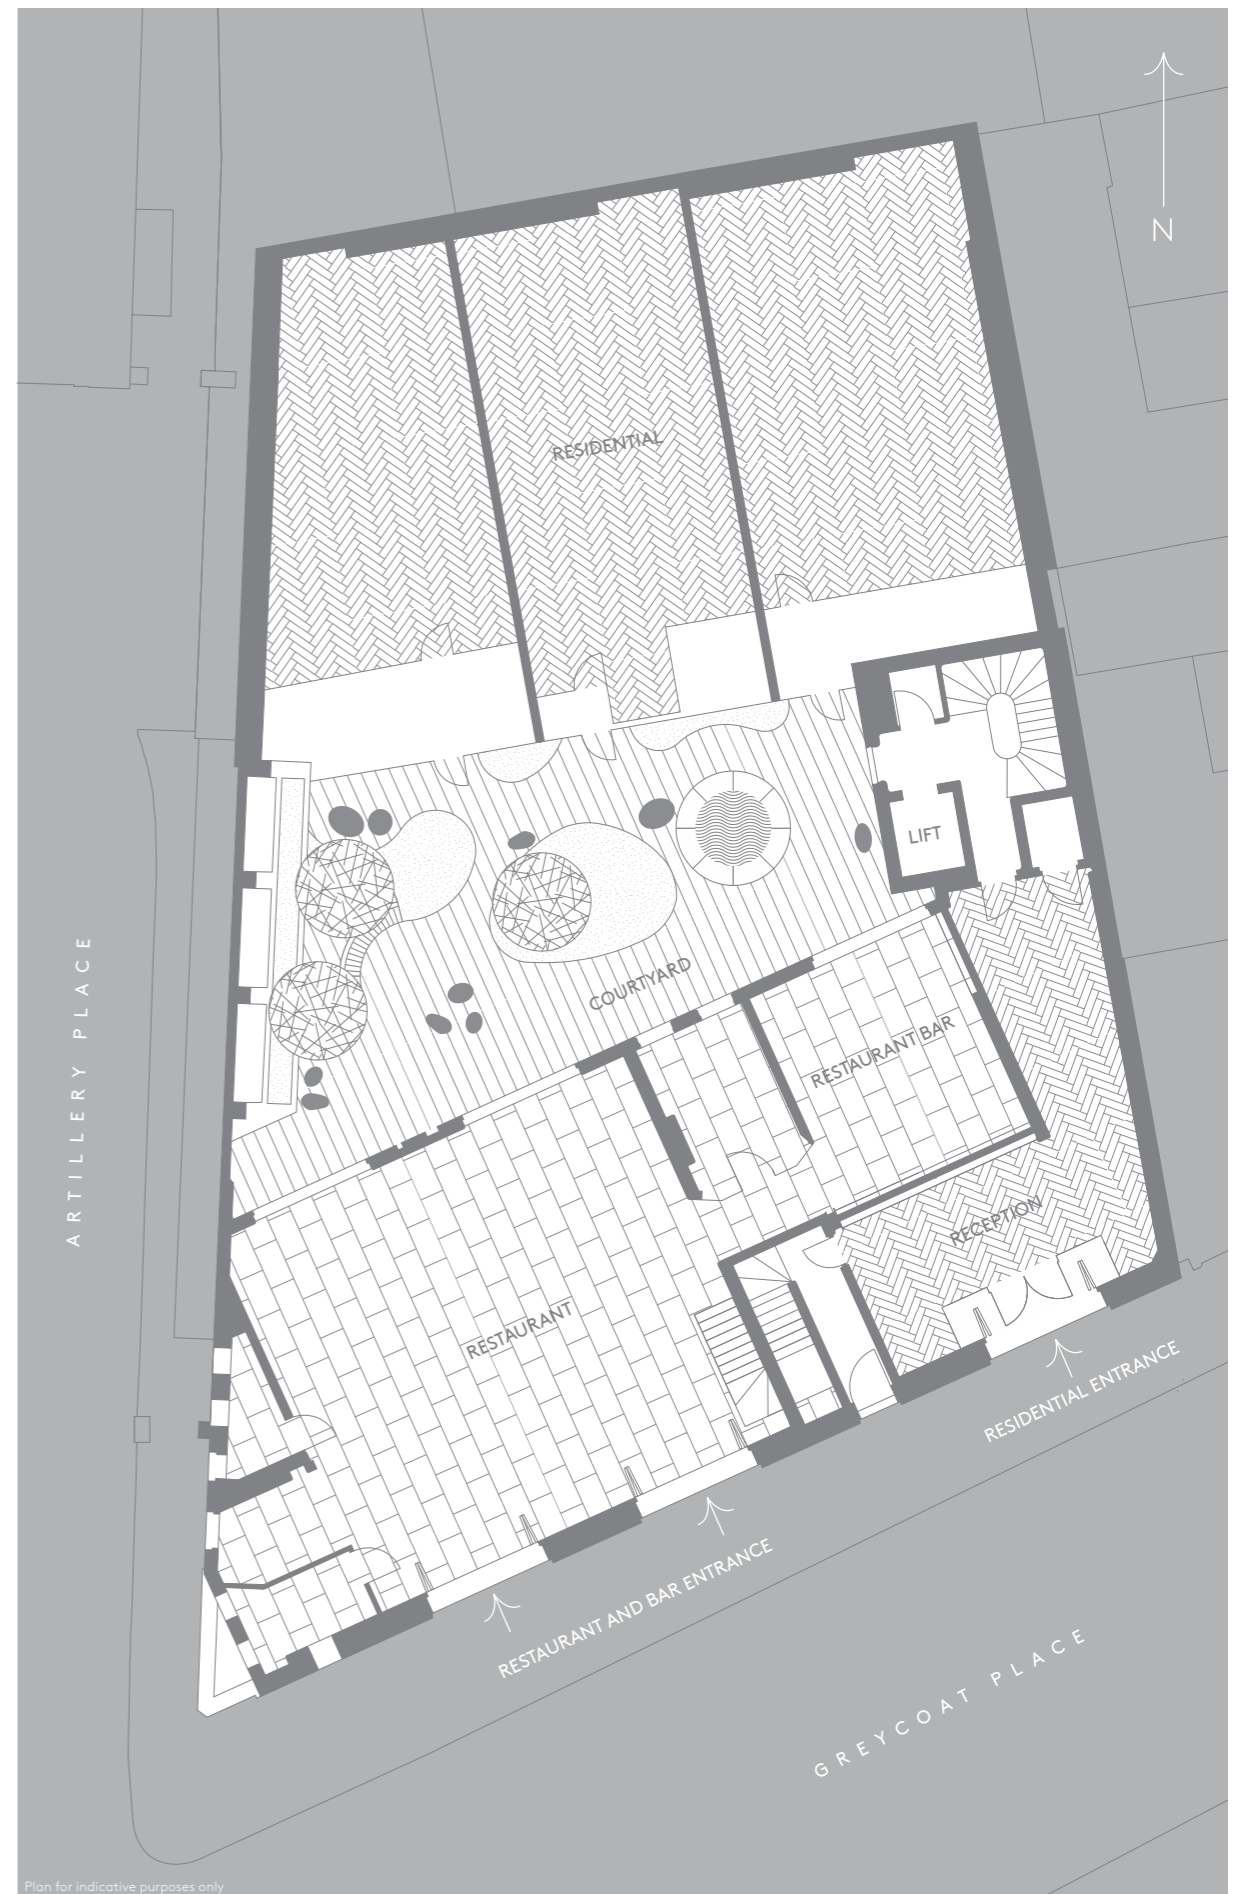 N
RESIDENTIAL
LIFT
COURTYARD
RESTAURANT BAR
ARTILLERY PLACE
RECEPTION
RESTAURANT
RESIDENTIAL ENTRANCE
RESTAURANT AND BAR ENTRANCE
GREYCOAT PLACE
Plan for indicative purposes only